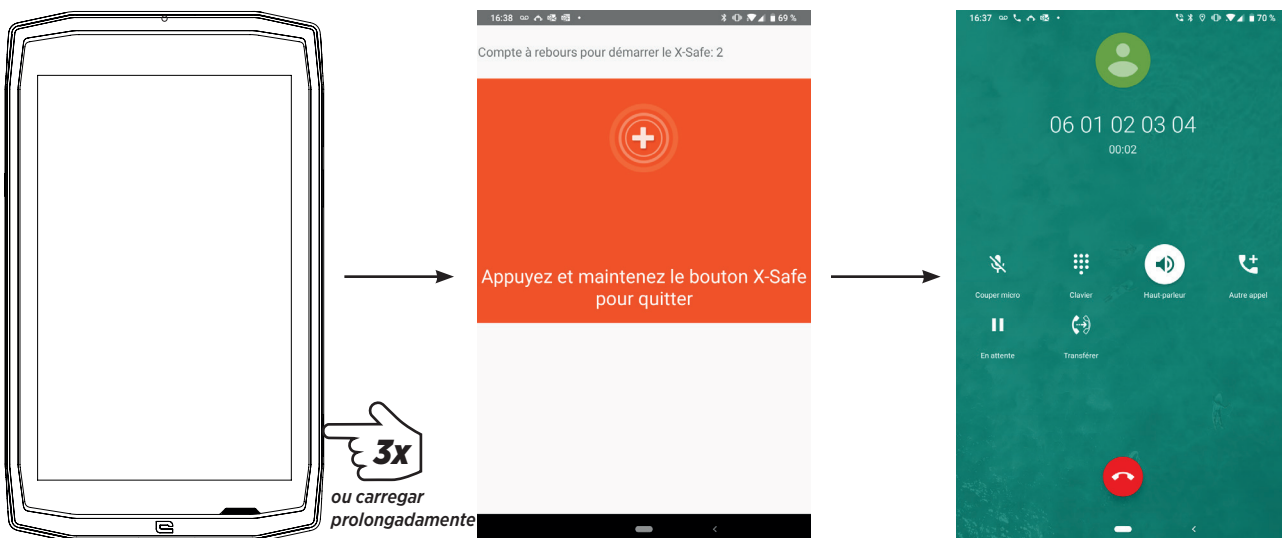 3x
ou carregar
prolongadamente
16:38 69 %
Compte à rebours pour démarrer le X-Safe: 2
Appuyez et maintenez le bouton X-Safe
pour quitter
16:37 70 %
06 01 02 03 04
00:02
Couper micro Clavier Haut-parleur Autre appel
En attente Transférer